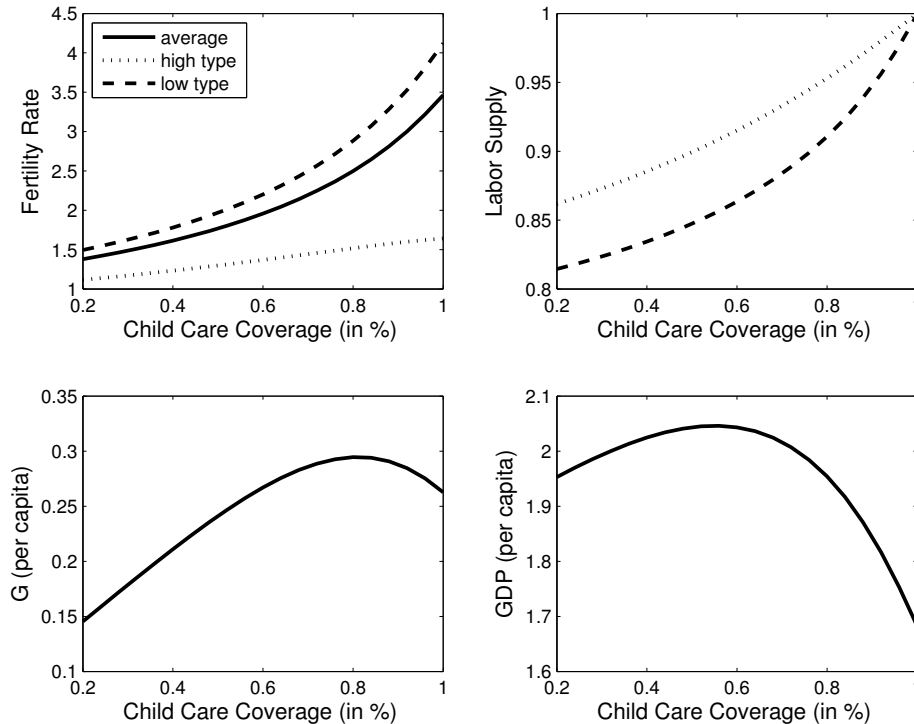 4.5
4
3.5
3
2.5
2
1.5
1
Fertility Rate
average
high type
low type
0.2 0.4 0.6 0.8 1
Child Care Coverage (in %)
1
0.95
0.9
0.85
0.8
Labor Supply
0.2 0.4 0.6 0.8 1
Child Care Coverage (in %)
0.35
0.3
0.25
0.2
0.15
0.1
G (per capita)
0.2 0.4 0.6 0.8 1
Child Care Coverage (in %)
2.1
2
1.9
1.8
1.7
1.6
GDP (per capita)
0.2 0.4 0.6 0.8
Child Care Coverage (in %)